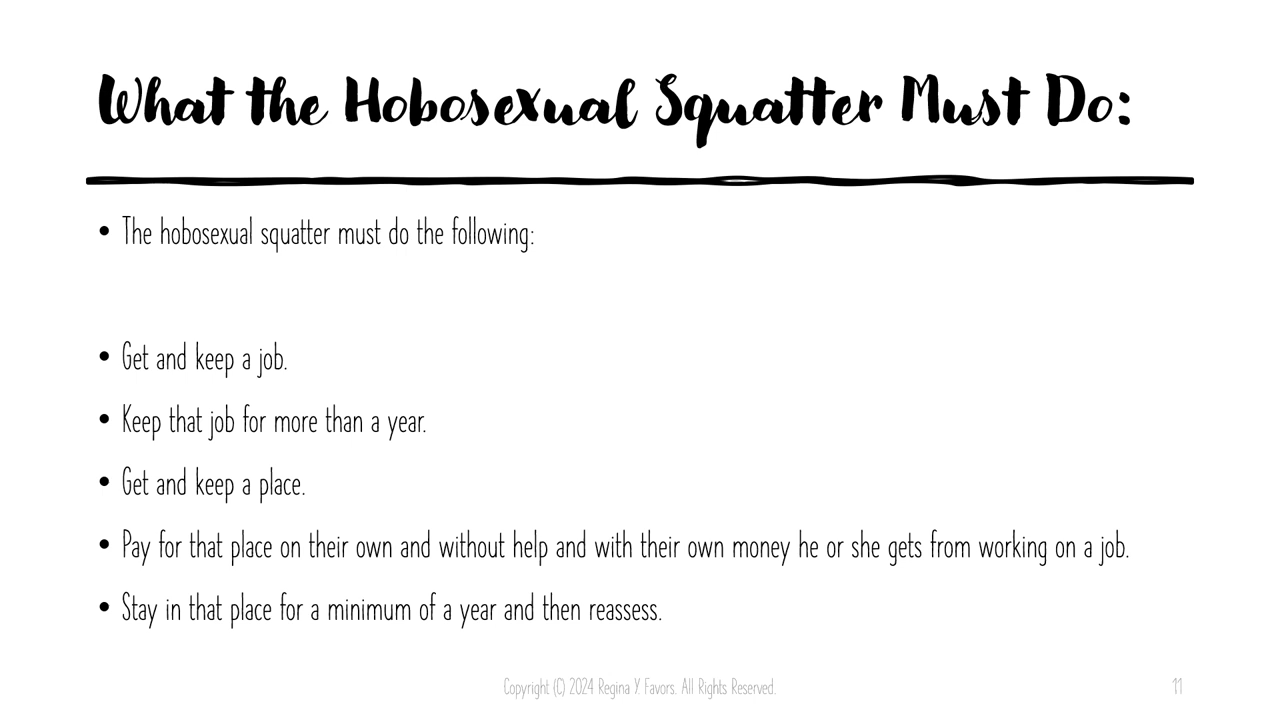 What the Hobosexual Squatter Must Do:
• The hobosexual squatter must do the following:
• Get and keep a job.
• Keep that job for more than a year.
• Get and keep a place.
• Pay for that place on their own and without help and with their own money he or she gets from working on a job.
• Stay in that place for a minimum of a year and then reassess.
Copyright (C) 2024 Regina Y. Favors. All Rights Reserved.
11